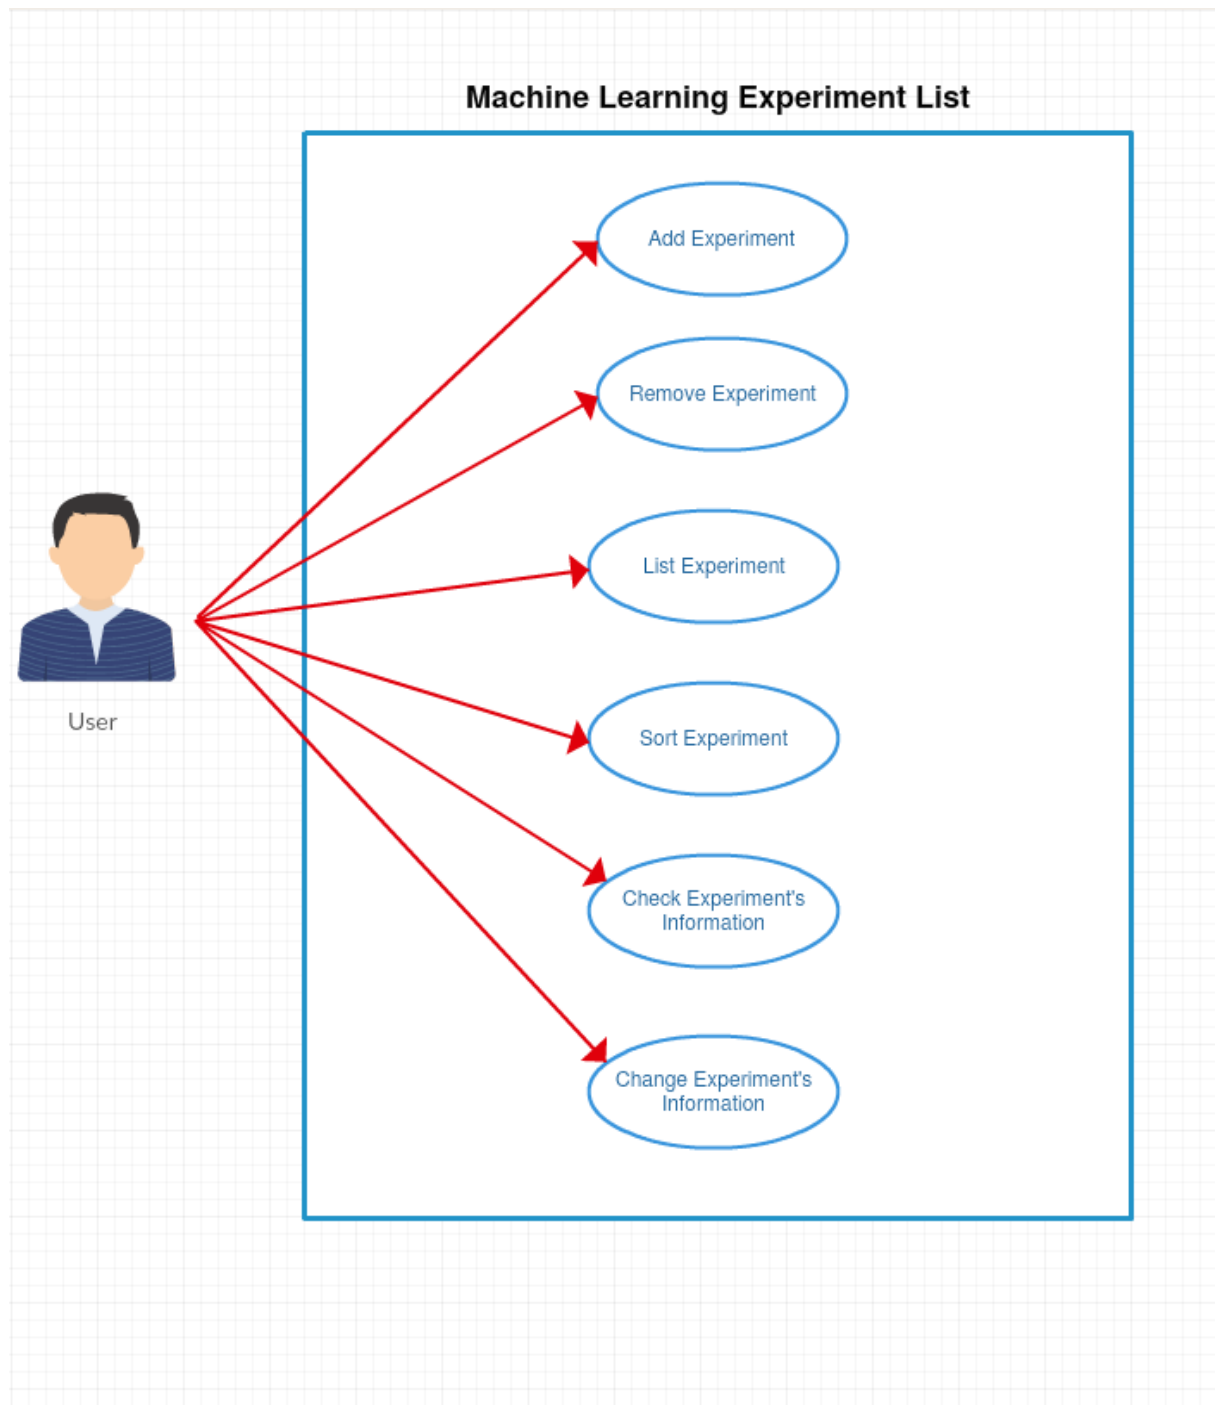 Machine Learning Experiment List
Add Experiment
Remove Experiment
List Experiment
Sort Experiment
User
Check Experiment's
Information
Change Experiment's
Information